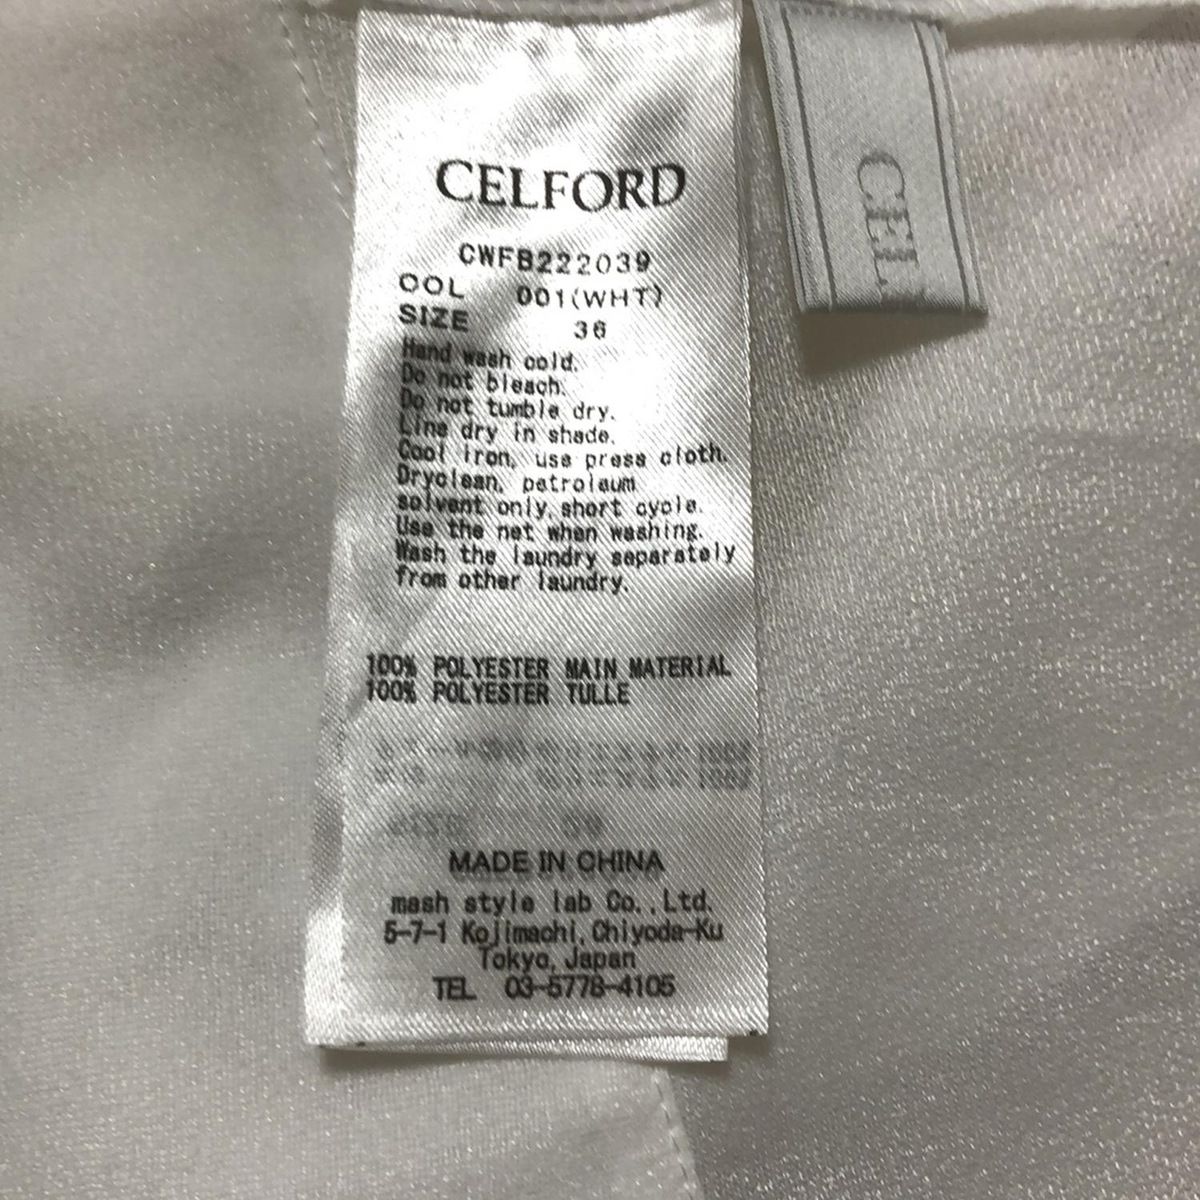 CELFORD
CWFB222039
COL 001(WHT)
SIZE 36
Hand wash cold.
Do not bleach.
Do not tumble dry.
Line dry in shade.
Cool iron, use press cloth.
Dryclean, petroleum
solvent only, short cycle.
Use the net when washing.
Wash the laundry separately
from other laundry.
100% POLYESTER MAIN MATERIAL
100% POLYESTER TULLE
MADE IN CHINA
mash style lab Co.,Ltd.
5-7-1 Kojimachi, Chiyoda-Ku
Tokyo, Japan
TEL 03-5778-4105
CEL